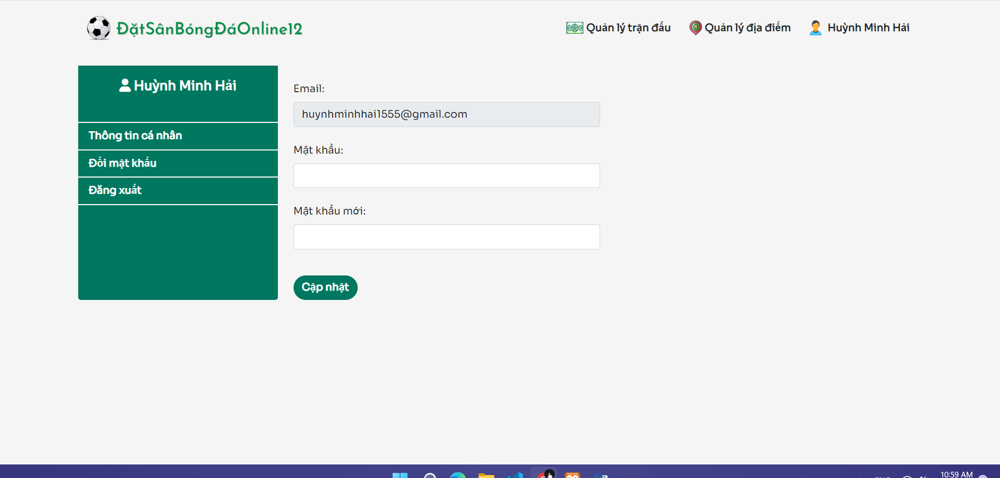 ĐặtSânBóngĐáOnline12
Quản lý trận đấu
Quản lý địa điểm
Huỳnh Minh Hải
Huỳnh Minh Hải
Thông tin cá nhân
Đổi mật khẩu
Đăng xuất
Email:
huynhminhhai1555@gmail.com
Mật khẩu:
Mật khẩu mới:
Cập nhật
10:59 AM